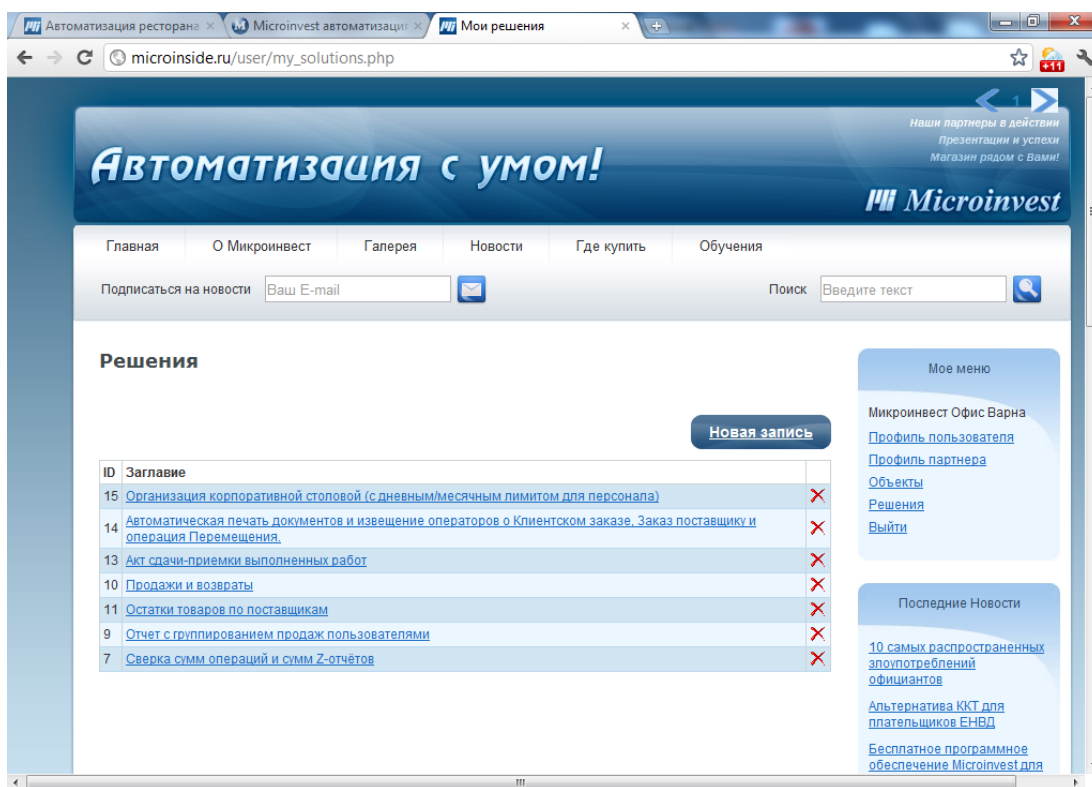 Автоматизация ресторана
Microinvest автоматизация
Мои решения
microinside.ru/user/my_solutions.php
+11
1
Наши партнеры в действии
Презентации и успехи
Магазин рядом с Вами!
Автоматизация с умом!
Microinvest
Главная О Микроинвест Галерея Новости Где купить Обучения
Подписаться на новости Ваш E-mail Поиск Введите текст
Решения
Новая запись
ID Заглавие
15 Организация корпоративной столовой (с дневным/месячным лимитом для персонала)
14 Автоматическая печать документов и извещение операторов о Клиентском заказе, Заказ поставщику и
операция Перемещения.
13 Акт сдачи-приемки выполненных работ
10 Продажи и возвраты
11 Остатки товаров по поставщикам
9 Отчет с группированием продаж пользователями
7 Сверка сумм операций и сумм Z-отчётов
Мое меню
Микроинвест Офис Варна
Профиль пользователя
Профиль партнера
Объекты
Решения
Выйти
Последние Новости
10 самых распространенных
злоупотреблений
официантов
Альтернатива ККТ для
плательщиков ЕНВД
Бесплатное программное
обеспечение Microinvest для